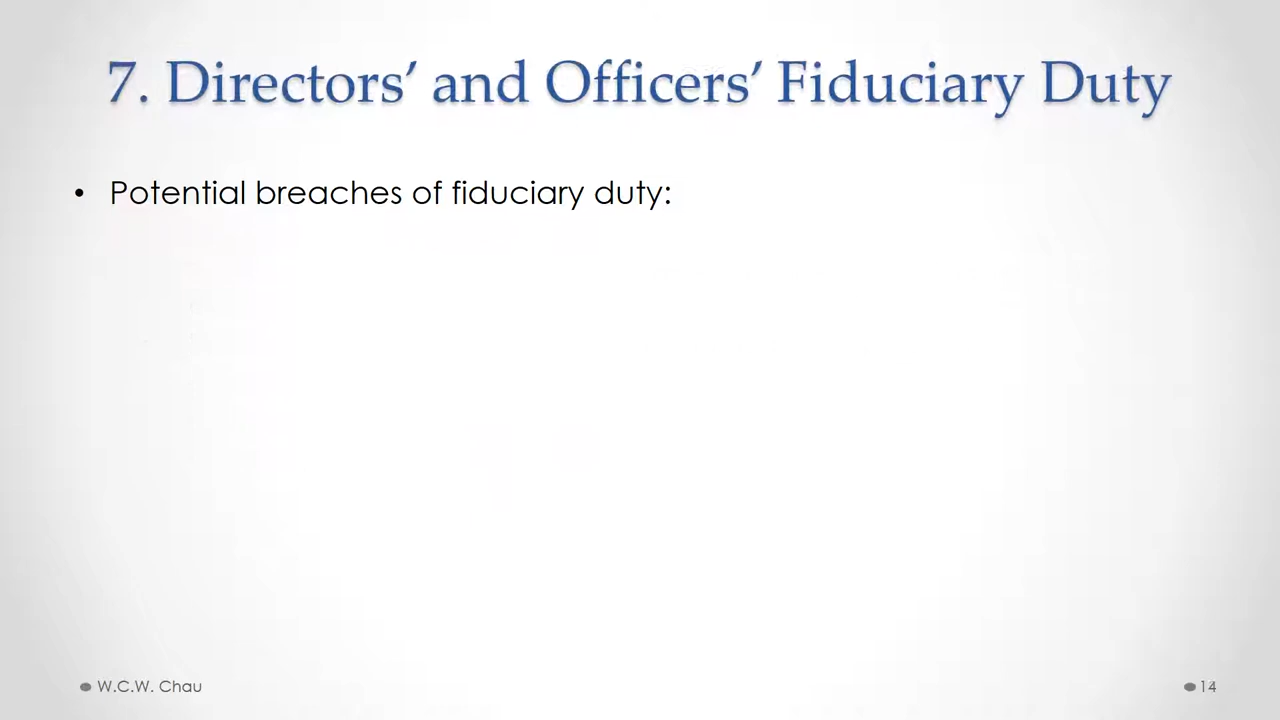 7. Directors’ and Officers’ Fiduciary Duty
• Potential breaches of fiduciary duty:
W.C.W. Chau
14